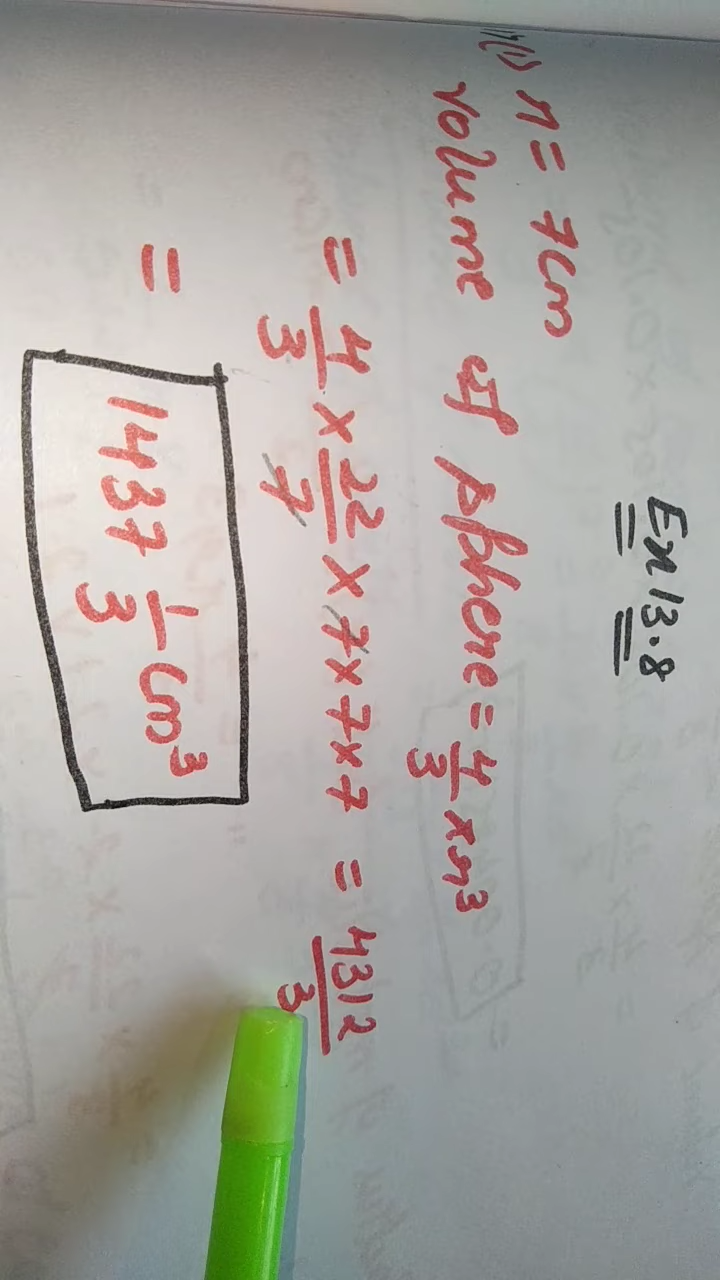 Ex 13.8
1) (i) r = 7cm
volume of sphere = 4/3 πr³
= 4/3 × 22/7 × 7 × 7 × 7 = 4312/3
= 1437 1/3 cm³